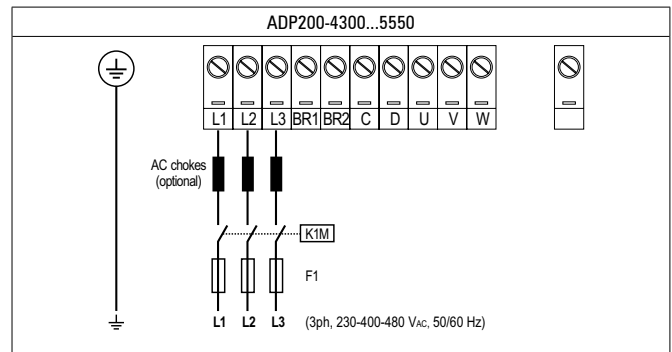 ADP200-4300...5550
L1 L2 L3 BR1 BR2 C D U V W
AC chokes
(optional)
K1M
F1
L1 L2 L3 (3ph, 230-400-480 VAC, 50/60 Hz)